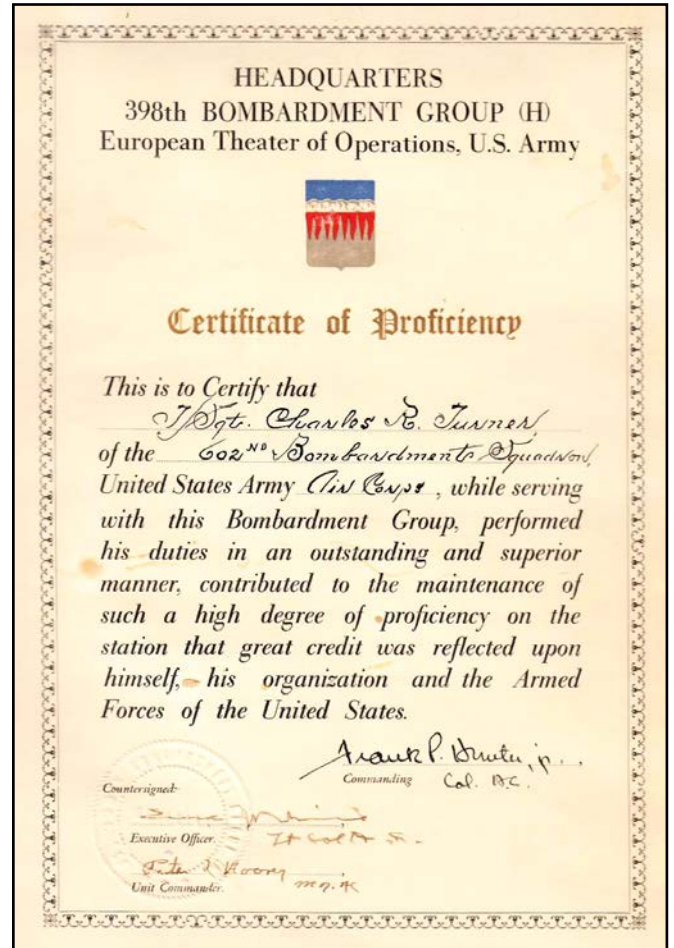 HEADQUARTERS
398th BOMBARDMENT GROUP (H)
European Theater of Operations, U.S. Army
Certificate of Proficiency
This is to Certify that
T/Sgt. Charles R. Turner,
of the 602ND Bombardments Squadron,
United States Army Air Corps, while serving
with this Bombardment Group, performed
his duties in an outstanding and superior
manner, contributed to the maintenance of
such a high degree of proficiency on the
station that great credit was reflected upon
himself, his organization and the Armed
Forces of the United States.
Frank P. Hunter, jr.
Commanding Col. A.C.
Countersigned:
Executive Officer. Lt Col
Peter
Unit Commander. Maj. AC